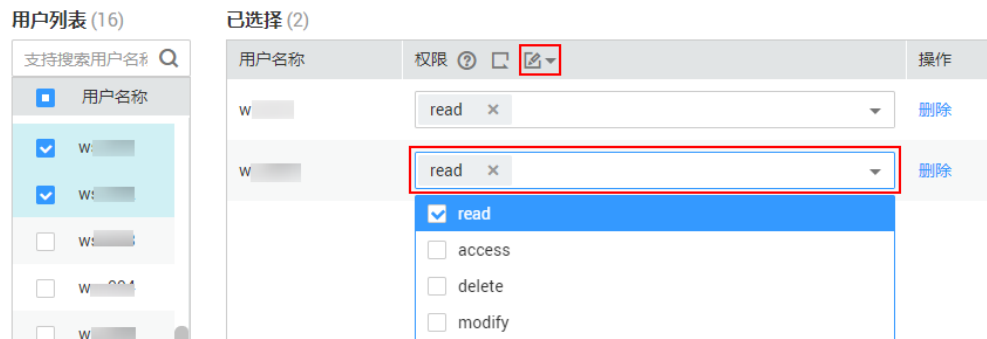 用户列表 (16)
支持搜索用户名称
用户名称
已选择 (2)
用户名称 权限 操作
w read × 删除
w read × 删除
read
access
delete
modify